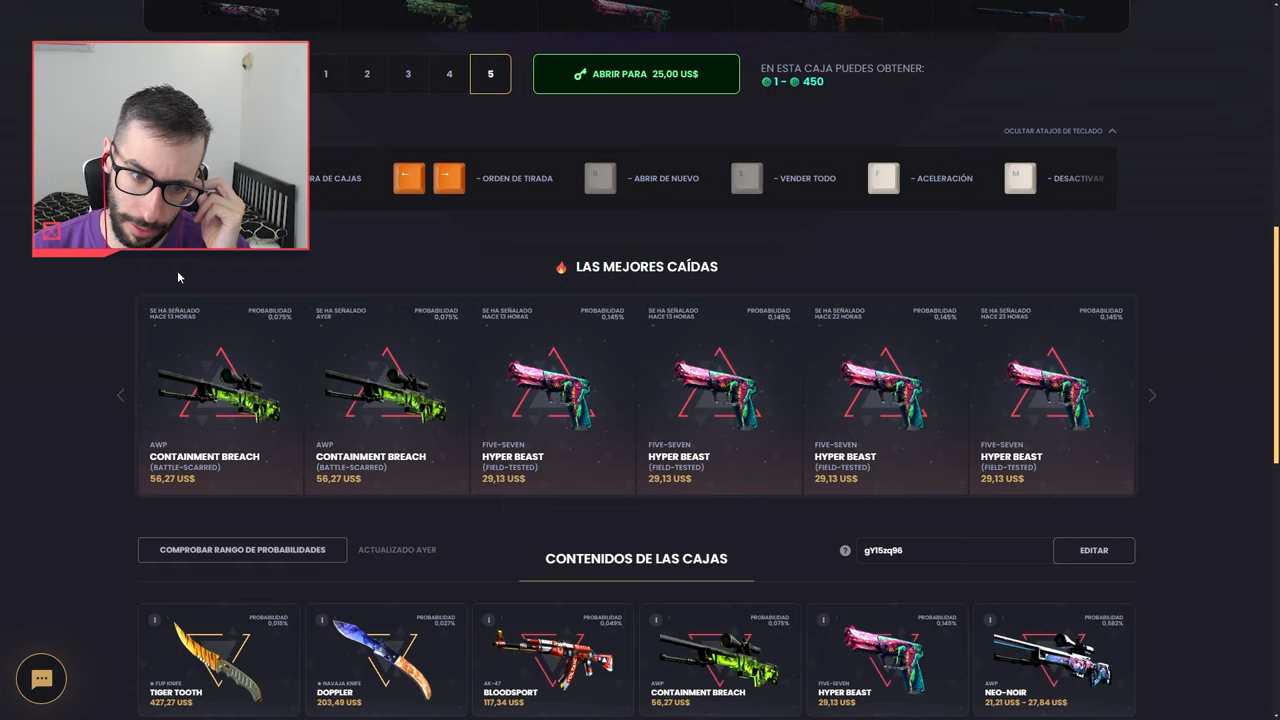 1 2 3 4 5
ABRIR PARA 25,00 US$
EN ESTA CAJA PUEDES OBTENER:
1 - 450
OCULTAR ATAJOS DE TECLADO
RA DE CAJAS
← → - ORDEN DE TIRADA
R - ABRIR DE NUEVO
S - VENDER TODO
F - ACELERACIÓN
M - DESACTIVAR
LAS MEJORES CAÍDAS
SE HA SEÑALADO
HACE 13 HORAS
PROBABILIDAD
0,075%
AWP
CONTAINMENT BREACH
(BATTLE-SCARRED)
56,27 US$
SE HA SEÑALADO
AYER
PROBABILIDAD
0,075%
AWP
CONTAINMENT BREACH
(BATTLE-SCARRED)
56,27 US$
SE HA SEÑALADO
HACE 13 HORAS
PROBABILIDAD
0,145%
FIVE-SEVEN
HYPER BEAST
(FIELD-TESTED)
29,13 US$
SE HA SEÑALADO
HACE 13 HORAS
PROBABILIDAD
0,145%
FIVE-SEVEN
HYPER BEAST
(FIELD-TESTED)
29,13 US$
SE HA SEÑALADO
HACE 22 HORAS
PROBABILIDAD
0,145%
FIVE-SEVEN
HYPER BEAST
(FIELD-TESTED)
29,13 US$
SE HA SEÑALADO
HACE 23 HORAS
PROBABILIDAD
0,145%
FIVE-SEVEN
HYPER BEAST
(FIELD-TESTED)
29,13 US$
COMPROBAR RANGO DE PROBABILIDADES
ACTUALIZADO AYER
CONTENIDOS DE LAS CAJAS
? gY15zq96
EDITAR
PROBABILIDAD
0,015%
★ FLIP KNIFE
TIGER TOOTH
427,27 US$
PROBABILIDAD
0,027%
★ NAVAJA KNIFE
DOPPLER
203,49 US$
PROBABILIDAD
0,049%
AK-47
BLOODSPORT
117,34 US$
PROBABILIDAD
0,075%
AWP
CONTAINMENT BREACH
56,27 US$
PROBABILIDAD
0,145%
FIVE-SEVEN
HYPER BEAST
29,13 US$
PROBABILIDAD
0,582%
AWP
NEO-NOIR
21,21 US$ - 27,84 US$